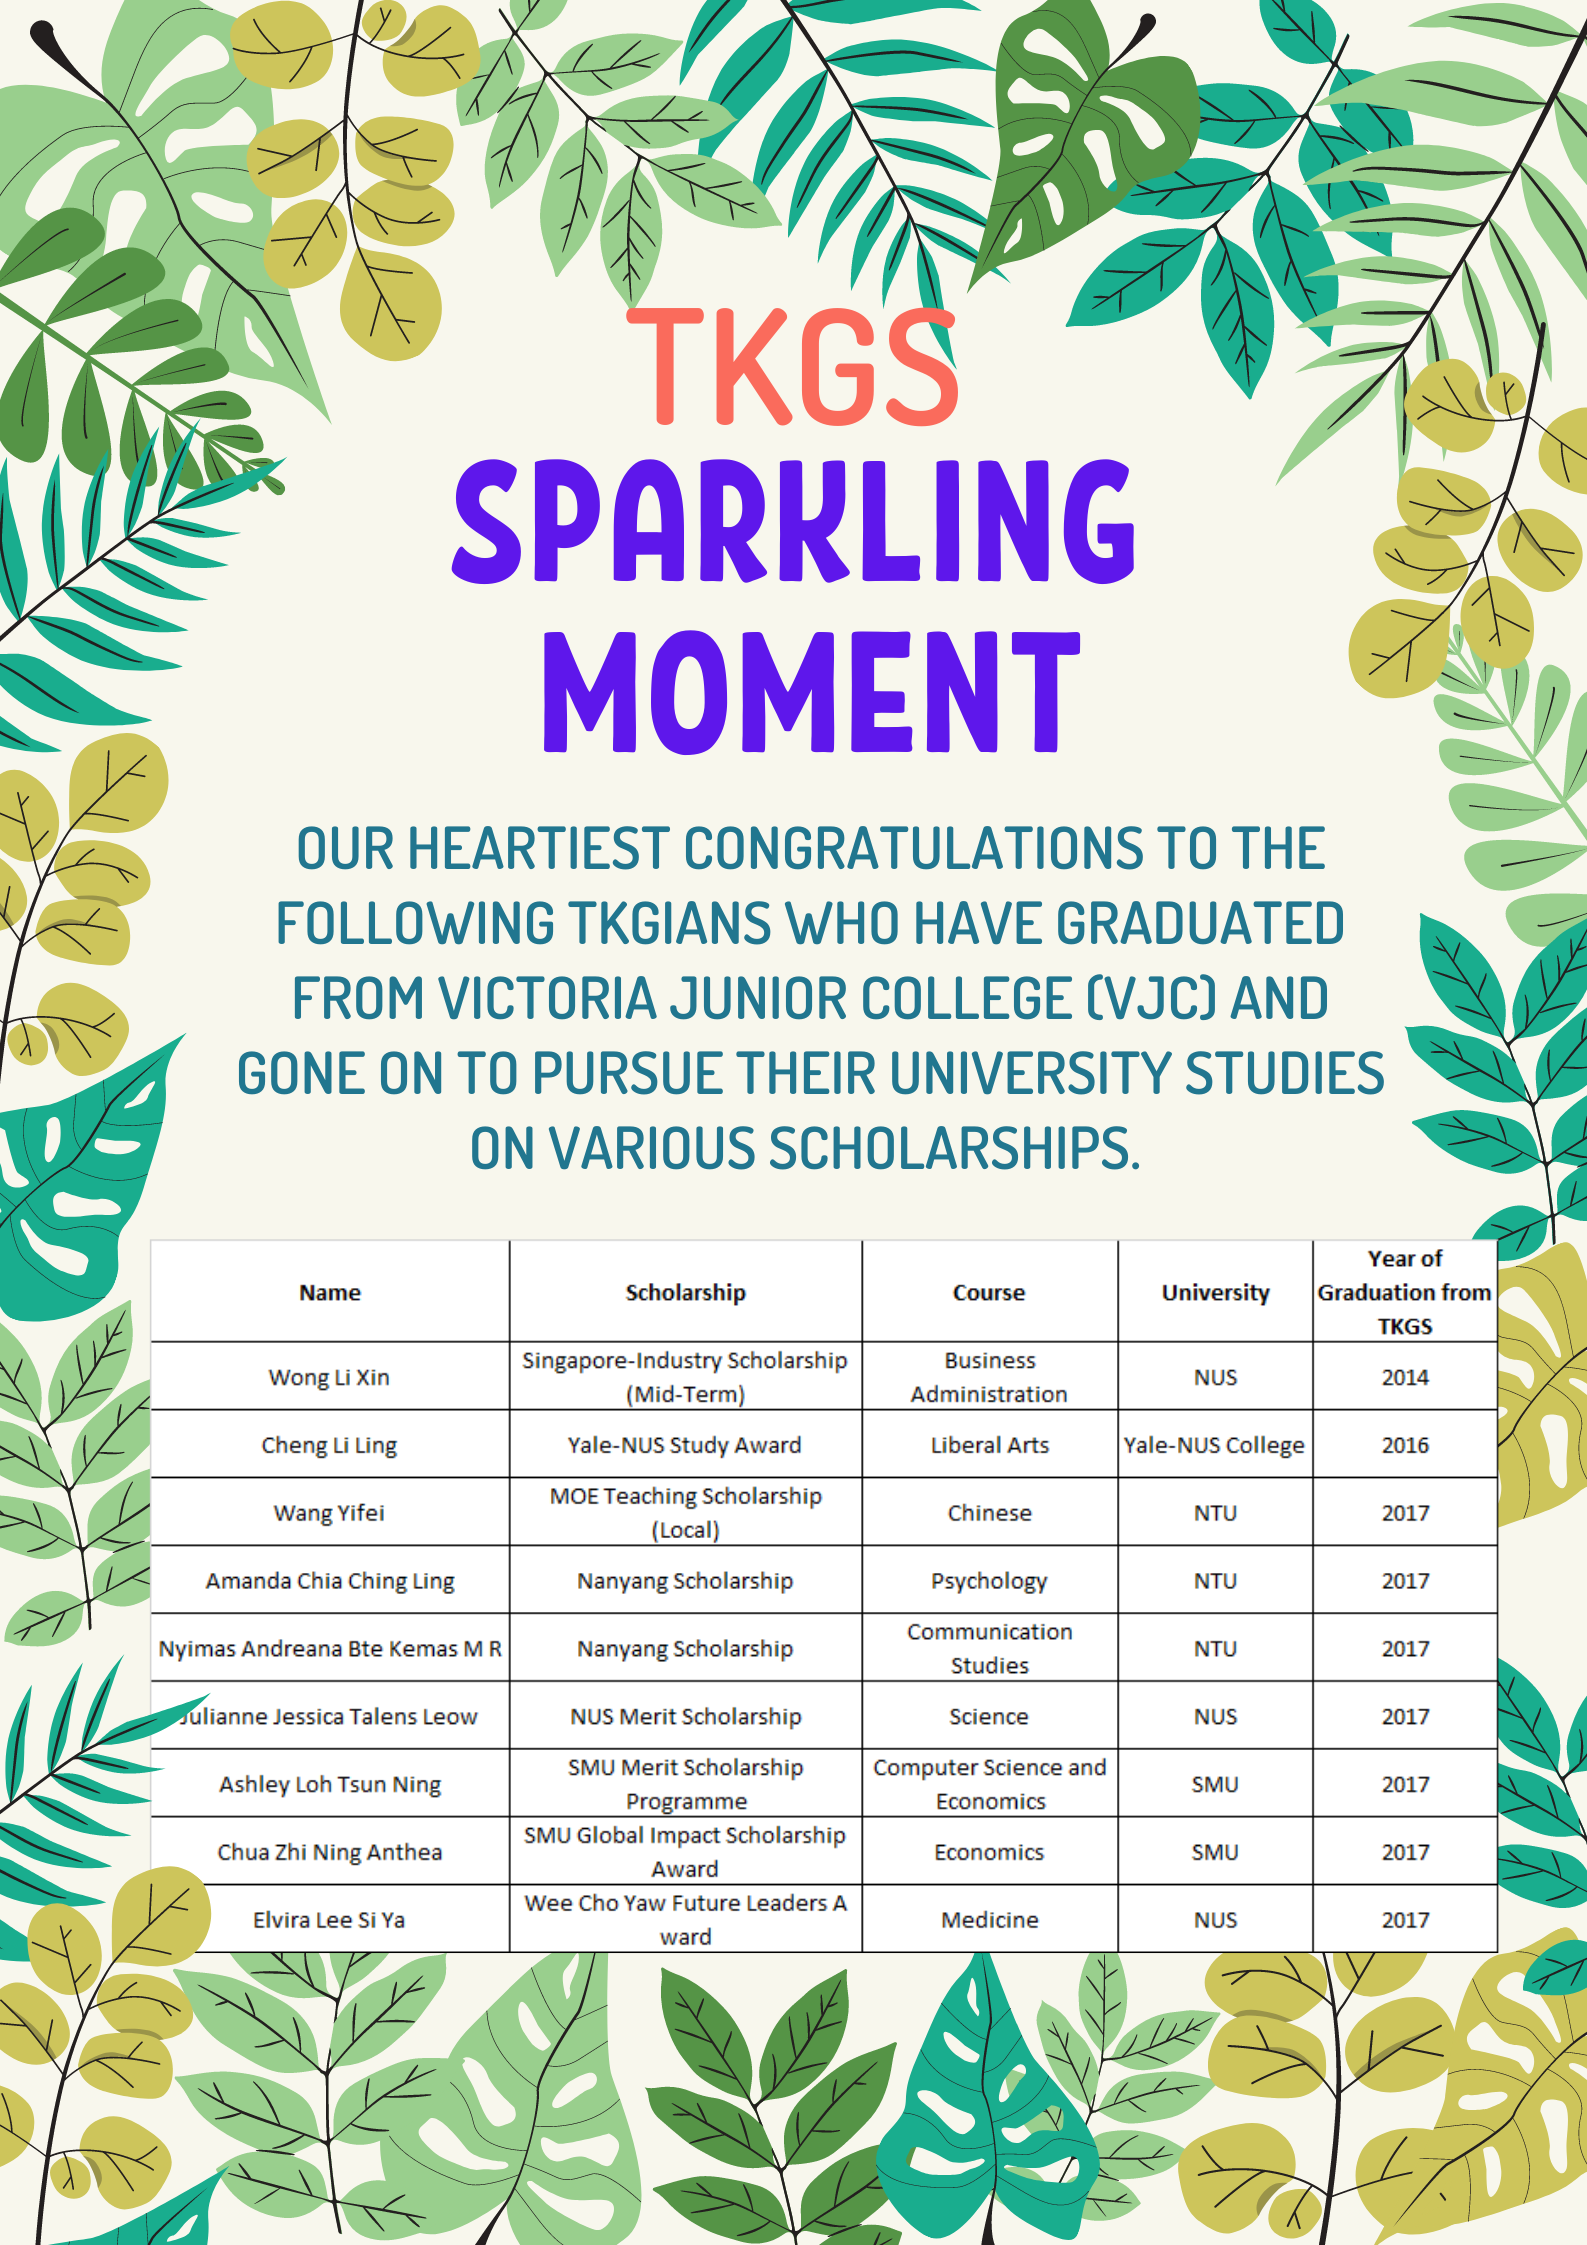 TKGS
SPARKLING
MOMENT
OUR HEARTIEST CONGRATULATIONS TO THE
FOLLOWING TKGIANS WHO HAVE GRADUATED
FROM VICTORIA JUNIOR COLLEGE (VJC) AND
GONE ON TO PURSUE THEIR UNIVERSITY STUDIES
ON VARIOUS SCHOLARSHIPS.
Name Scholarship Course University Year of
Graduation from
TKGS
Wong Li Xin Singapore-Industry Scholarship
(Mid-Term) Business
Administration NUS 2014
Cheng Li Ling Yale-NUS Study Award Liberal Arts Yale-NUS College 2016
Wang Yifei MOE Teaching Scholarship
(Local) Chinese NTU 2017
Amanda Chia Ching Ling Nanyang Scholarship Psychology NTU 2017
Nyimas Andreana Bte Kemas M R Nanyang Scholarship Communication
Studies NTU 2017
Julianne Jessica Talens Leow NUS Merit Scholarship Science NUS 2017
Ashley Loh Tsun Ning SMU Merit Scholarship
Programme Computer Science and
Economics SMU 2017
Chua Zhi Ning Anthea SMU Global Impact Scholarship
Award Economics SMU 2017
Elvira Lee Si Ya Wee Cho Yaw Future Leaders A
ward Medicine NUS 2017